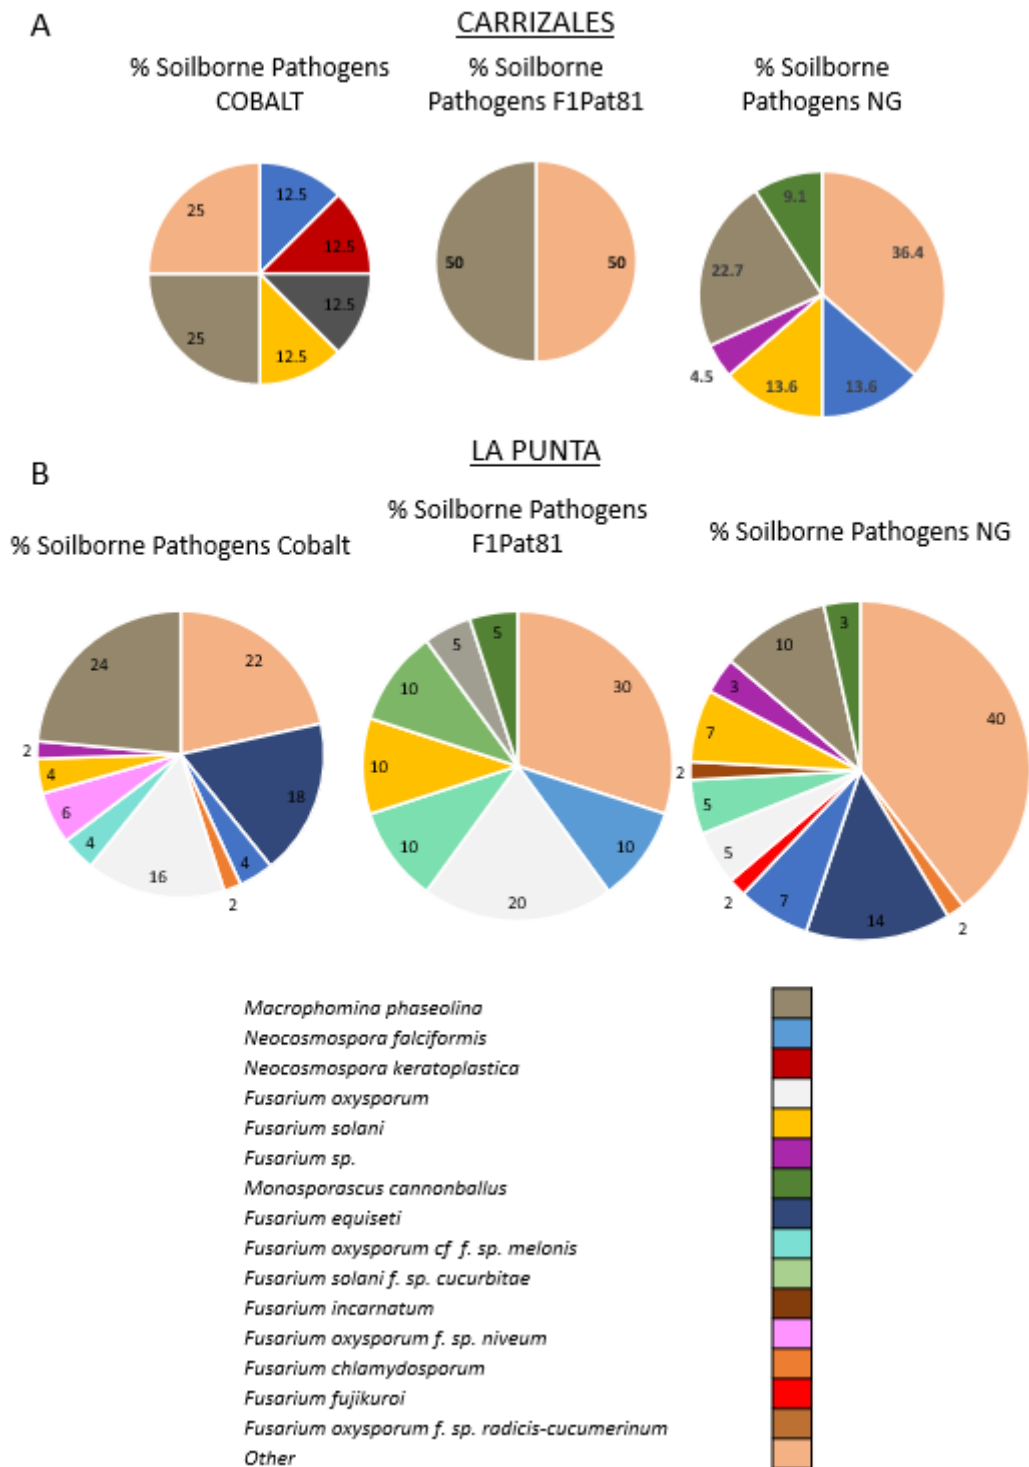 A
CARRIZALES
% Soilborne Pathogens
COBALT
% Soilborne
Pathogens F1Pat81
% Soilborne
Pathogens NG
25
12.5
12.5
12.5
12.5
25
50
50
9.1
36.4
22.7
4.5
13.6
13.6
LA PUNTA
B
% Soilborne Pathogens Cobalt
% Soilborne Pathogens
F1Pat81
% Soilborne Pathogens NG
24
22
2
4
18
6
4
4
16
2
5
5
10
30
10
10
10
20
3
10
3
40
7
2
5
5
2
7
14
2
Macrophomina phaseolina
Neocosmospora falciformis
Neocosmospora keratoplastica
Fusarium oxysporum
Fusarium solani
Fusarium sp.
Monosporascus cannonballus
Fusarium equiseti
Fusarium oxysporum cf f. sp. melonis
Fusarium solani f. sp. cucurbitae
Fusarium incarnatum
Fusarium oxysporum f. sp. niveum
Fusarium chlamydosporum
Fusarium fujikuroi
Fusarium oxysporum f. sp. radicis-cucumerinum
Other